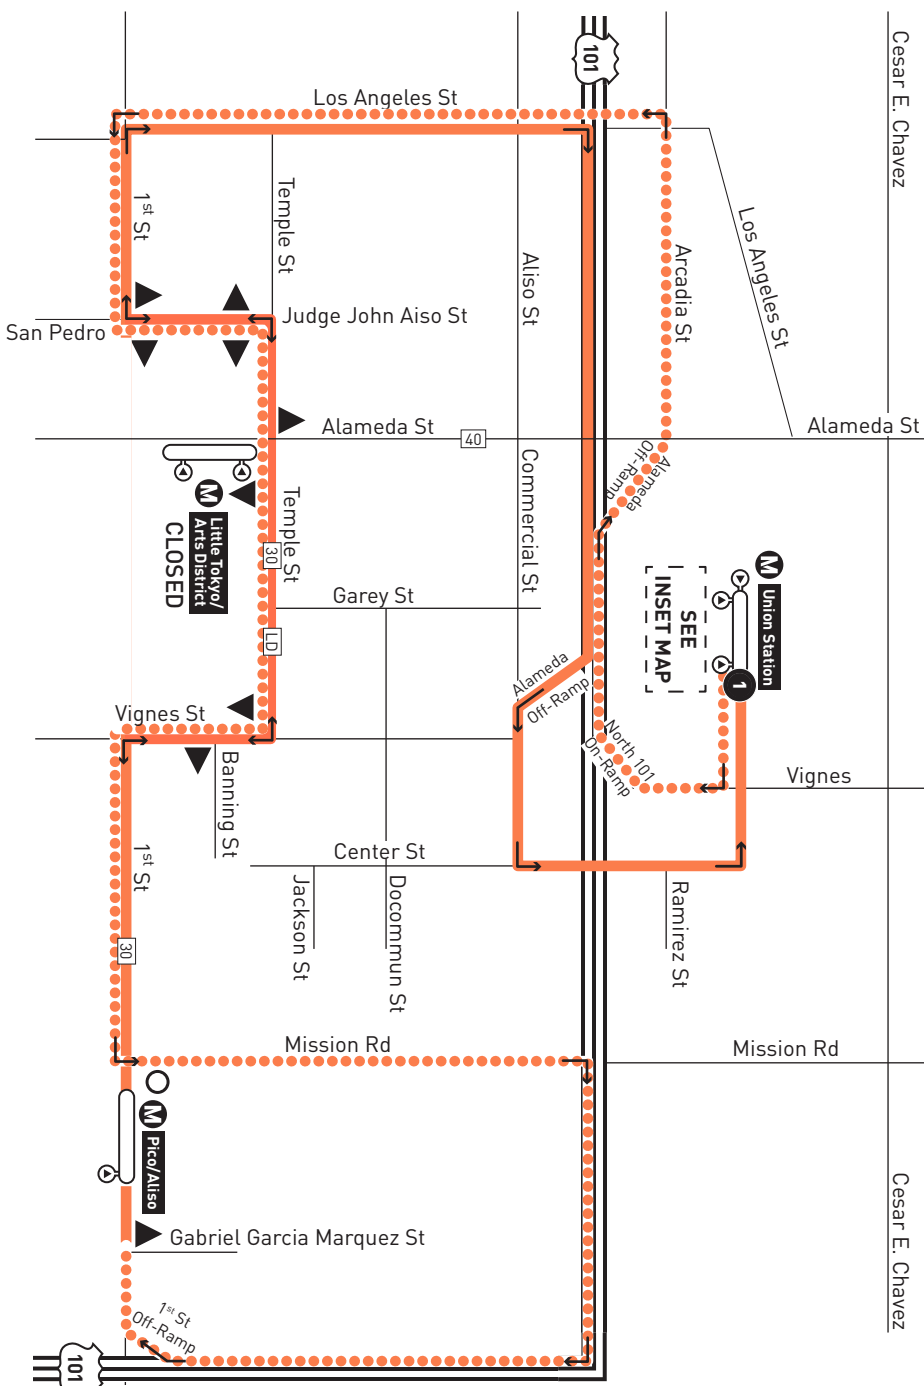 Cesar E. Chavez
101
Los Angeles St
1st St
Temple St
Aliso St
Arcadia St
Los Angeles St
San Pedro
Judge John Aiso St
Alameda St
40
Alameda St
Alameda
Off-Ramp
M
Little Tokyo/
Arts District
CLOSED
Temple St
30
LD
Commercial St
Garey St
M
Union Station
SEE
INSET MAP
1
Alameda
Off-Ramp
North 101
On-Ramp
Vignes St
Vignes
Banning St
1st St
Center St
Jackson St
Docommun St
Ramirez St
30
Mission Rd
Mission Rd
M
Pico/Aliso
Gabriel Garcia Marquez St
Cesar E. Chavez
1st St
Off-Ramp
101